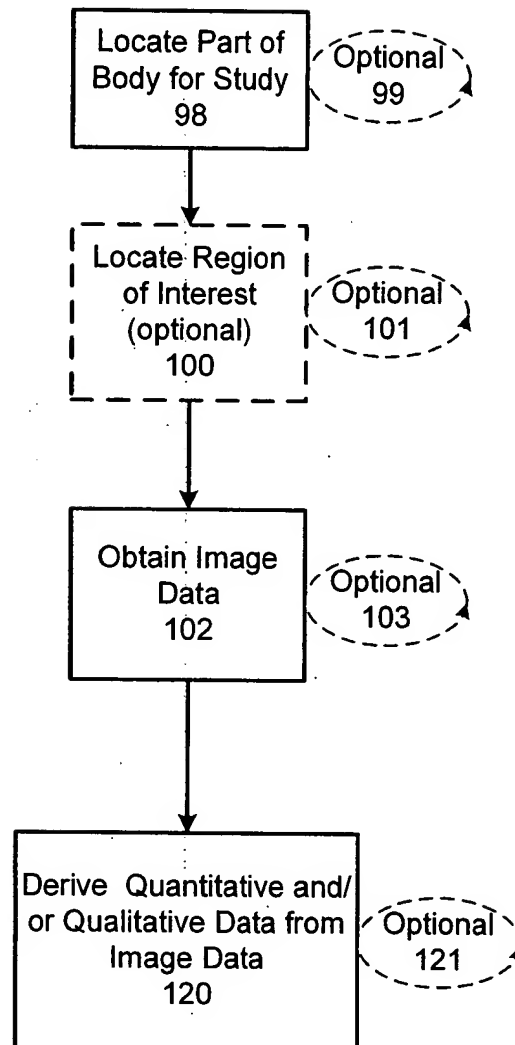 Locate Part of
Body for Study
98
Optional
99
Locate Region
of Interest
(optional)
100
Optional
101
Obtain Image
Data
102
Optional
103
Derive Quantitative and/
or Qualitative Data from
Image Data
120
Optional
121